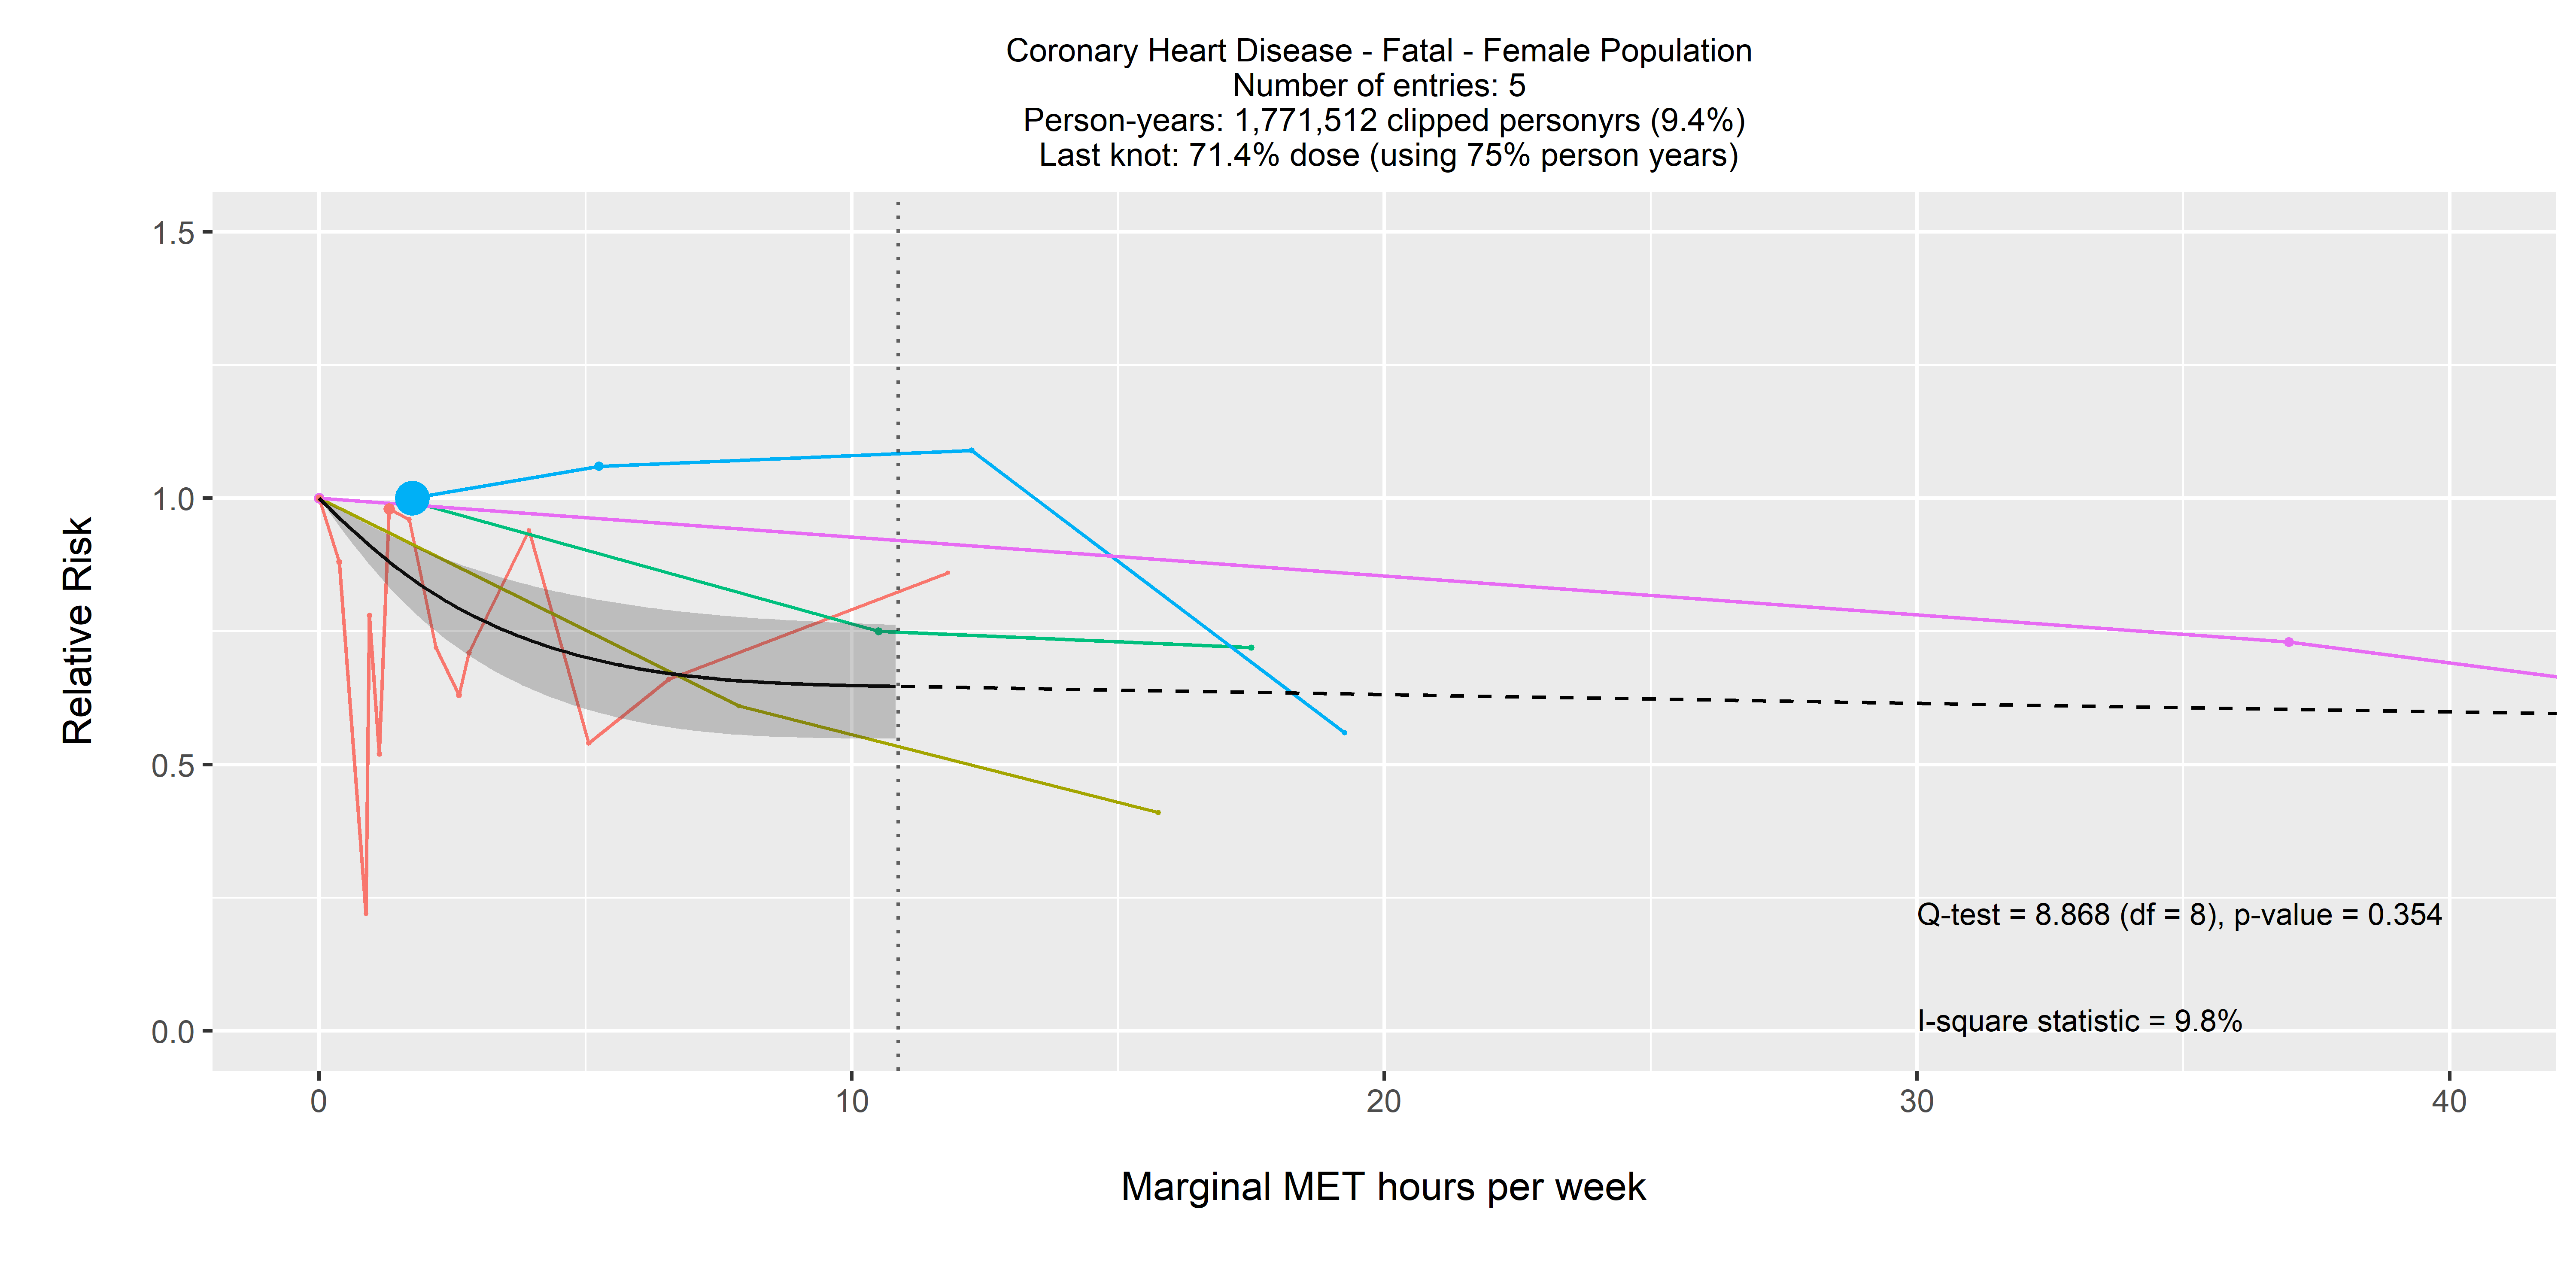 Coronary Heart Disease - Fatal - Female Population
Number of entries: 5
Person-years: 1,771,512 clipped personyrs (9.4%)
Last knot: 71.4% dose (using 75% person years)
1.5
1.0
0.5
0.0
Relative Risk
Q-test = 8.868 (df = 8), p-value = 0.354
I-square statistic = 9.8%
0 10 20 30 40
Marginal MET hours per week